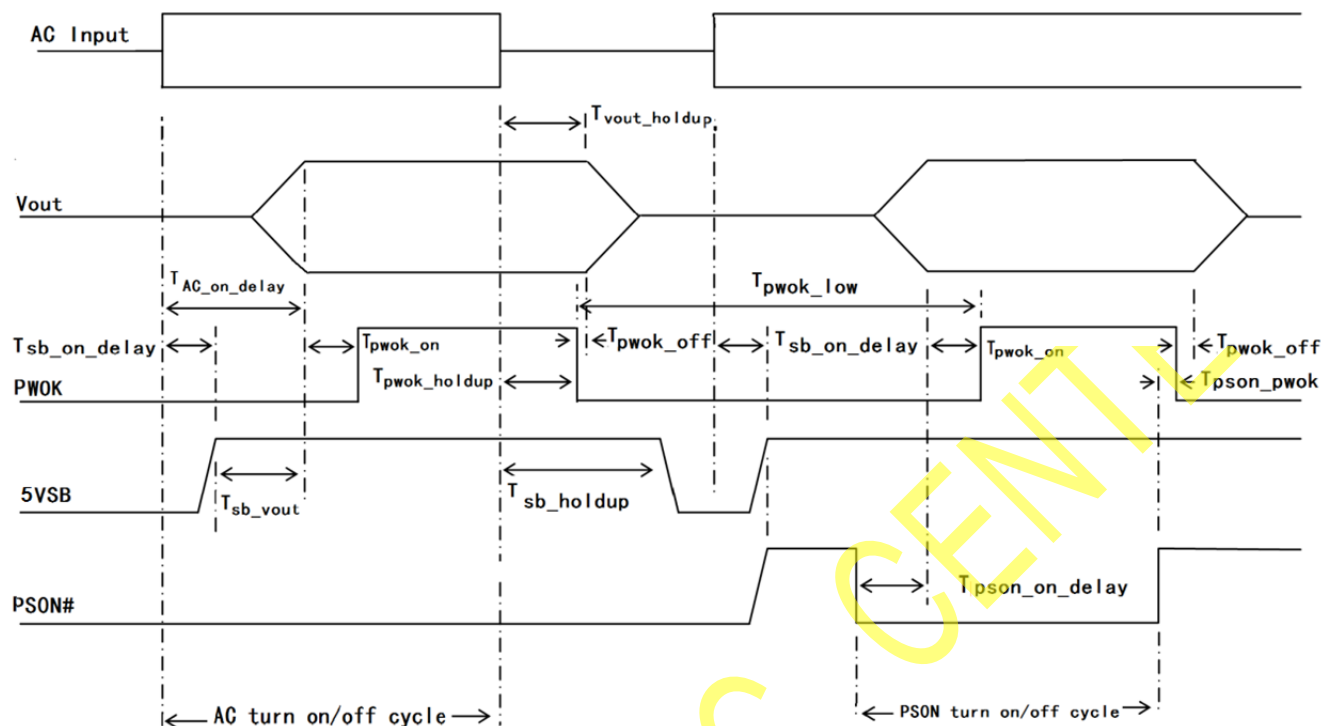 AC Input
Tvout_holdup
Vout
TAC_on_delay
Tpwok_low
Tsb_on_delay
Tpwok_on
Tpwok_off
Tsb_on_delay
Tpwok_on
Tpwok_off
PWOK
Tpwok_holdup
Tpson_pwok
5VSB
Tsb_vout
Tsb_holdup
PSON#
Tpson_on_delay
AC turn on/off cycle
PSON turn on/off cycle
C CENTE